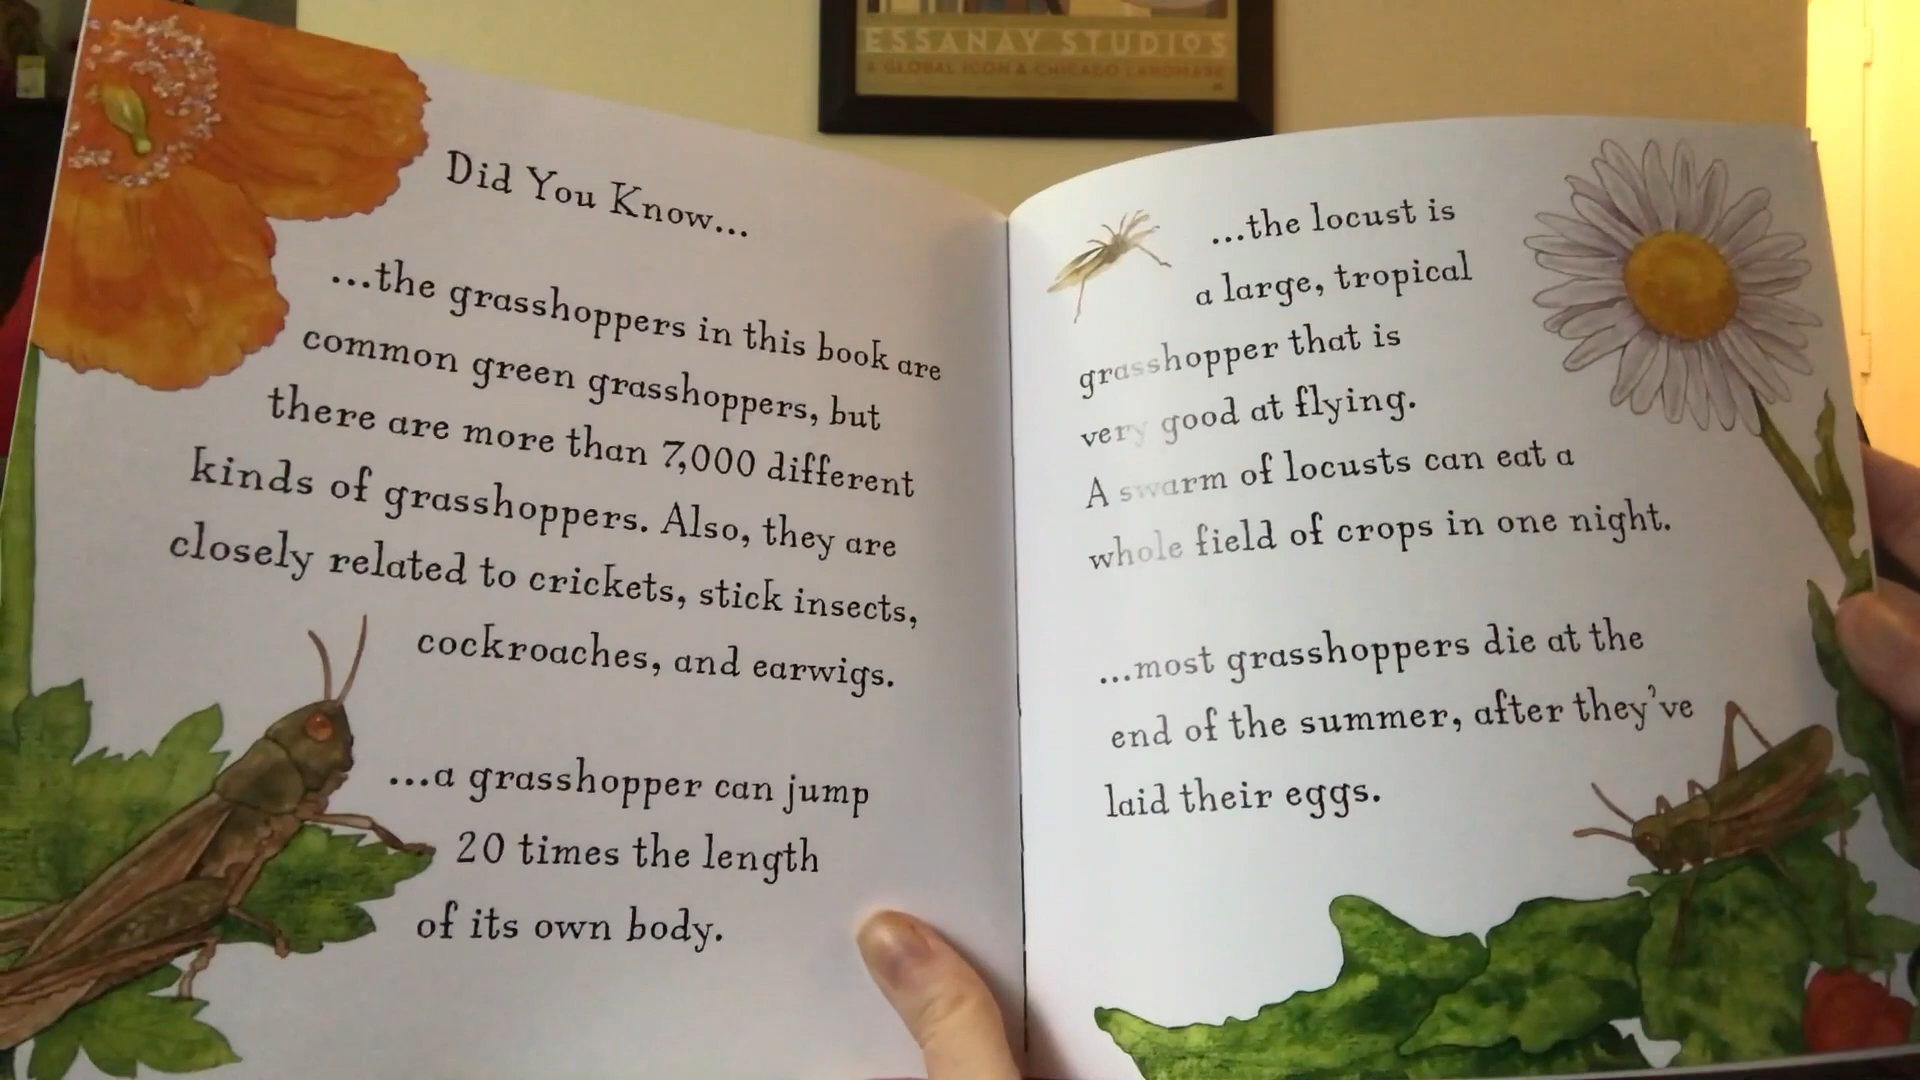 ESSANAY STUDIOS
A GLOBAL ICON & CHICAGO LANDMARK
Did You Know...
...the grasshoppers in this book are
common green grasshoppers, but
there are more than 7,000 different
kinds of grasshoppers. Also, they are
closely related to crickets, stick insects,
cockroaches, and earwigs.
...a grasshopper can jump
20 times the length
of its own body.
...the locust is
a large, tropical
grasshopper that is
very good at flying.
A swarm of locusts can eat a
whole field of crops in one night.
...most grasshoppers die at the
end of the summer, after they've
laid their eggs.